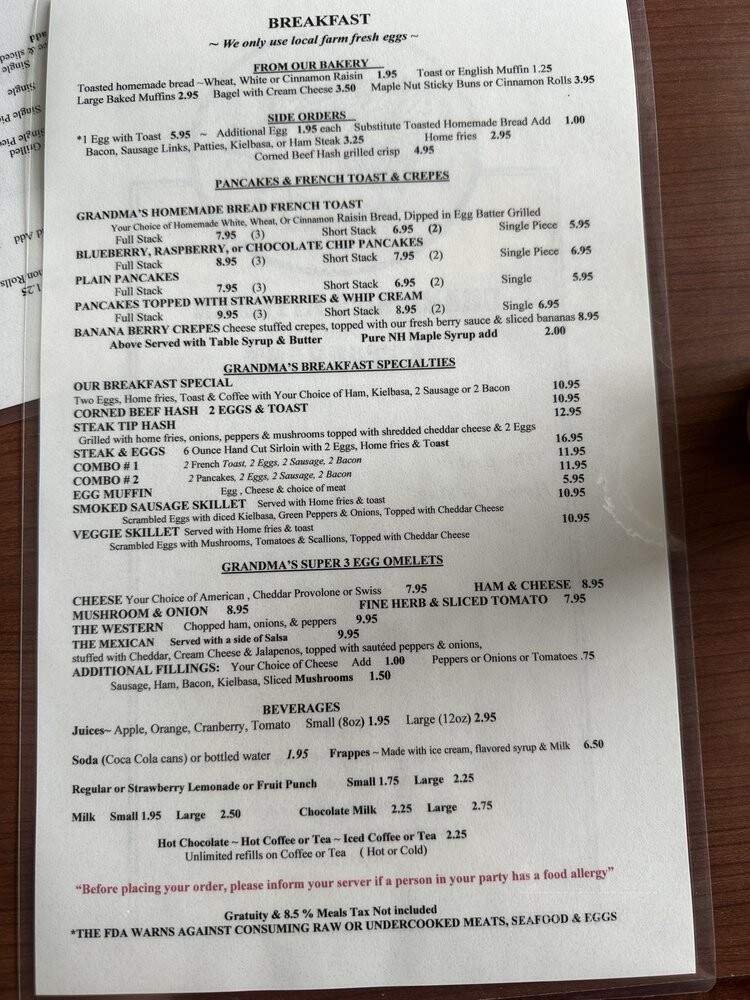 BREAKFAST
~ We only use local farm fresh eggs ~
FROM OUR BAKERY
Toasted homemade bread ~Wheat, White or Cinnamon Raisin 1.95 Toast or English Muffin 1.25
Large Baked Muffins 2.95 Bagel with Cream Cheese 3.50 Maple Nut Sticky Buns or Cinnamon Rolls 3.95
SIDE ORDERS
*1 Egg with Toast 5.95 ~ Additional Egg 1.95 each Substitute Toasted Homemade Bread Add 1.00
Bacon, Sausage Links, Patties, Kielbasa, or Ham Steak 3.25 Home fries 2.95
Corned Beef Hash grilled crisp 4.95
PANCAKES & FRENCH TOAST & CREPES
GRANDMA'S HOMEMADE BREAD FRENCH TOAST
Your Choice of Homemade White, Wheat, Or Cinnamon Raisin Bread, Dipped in Egg Batter Grilled
Full Stack 7.95 (3) Short Stack 6.95 (2) Single Piece 5.95
BLUEBERRY, RASPBERRY, or CHOCOLATE CHIP PANCAKES
Full Stack 8.95 (3) Short Stack 7.95 (2) Single Piece 6.95
PLAIN PANCAKES
Full Stack 7.95 (3) Short Stack 6.95 (2) Single 5.95
PANCAKES TOPPED WITH STRAWBERRIES & WHIP CREAM
Full Stack 9.95 (3) Short Stack 8.95 (2) Single 6.95
BANANA BERRY CREPES Cheese stuffed crepes, topped with our fresh berry sauce & sliced bananas 8.95
Above Served with Table Syrup & Butter Pure NH Maple Syrup add 2.00
GRANDMA'S BREAKFAST SPECIALTIES
OUR BREAKFAST SPECIAL 10.95
Two Eggs, Home fries, Toast & Coffee with Your Choice of Ham, Kielbasa, 2 Sausage or 2 Bacon
CORNED BEEF HASH 2 EGGS & TOAST 10.95
STEAK TIP HASH 12.95
Grilled with home fries, onions, peppers & mushrooms topped with shredded cheddar cheese & 2 Eggs
STEAK & EGGS 6 Ounce Hand Cut Sirloin with 2 Eggs, Home fries & Toast 16.95
COMBO # 1 2 French Toast, 2 Eggs, 2 Sausage, 2 Bacon 11.95
COMBO # 2 2 Pancakes, 2 Eggs, 2 Sausage, 2 Bacon 11.95
EGG MUFFIN Egg , Cheese & choice of meat 5.95
SMOKED SAUSAGE SKILLET Served with Home fries & toast 10.95
Scrambled Eggs with diced Kielbasa, Green Peppers & Onions, Topped with Cheddar Cheese
VEGGIE SKILLET Served with Home fries & toast 10.95
Scrambled Eggs with Mushrooms, Tomatoes & Scallions, Topped with Cheddar Cheese
GRANDMA'S SUPER 3 EGG OMELETS
CHEESE Your Choice of American , Cheddar Provolone or Swiss 7.95 HAM & CHEESE 8.95
MUSHROOM & ONION 8.95 FINE HERB & SLICED TOMATO 7.95
THE WESTERN Chopped ham, onions, & peppers 9.95
THE MEXICAN Served with a side of Salsa 9.95
stuffed with Cheddar, Cream Cheese & Jalapenos, topped with sautéed peppers & onions,
ADDITIONAL FILLINGS: Your Choice of Cheese Add 1.00 Peppers or Onions or Tomatoes .75
Sausage, Ham, Bacon, Kielbasa, Sliced Mushrooms 1.50
BEVERAGES
Juices~ Apple, Orange, Cranberry, Tomato Small (8oz) 1.95 Large (12oz) 2.95
Soda (Coca Cola cans) or bottled water 1.95 Frappes ~ Made with ice cream, flavored syrup & Milk 6.50
Regular or Strawberry Lemonade or Fruit Punch Small 1.75 Large 2.25
Milk Small 1.95 Large 2.50 Chocolate Milk 2.25 Large 2.75
Hot Chocolate ~ Hot Coffee or Tea ~ Iced Coffee or Tea 2.25
Unlimited refills on Coffee or Tea ( Hot or Cold)
"Before placing your order, please inform your server if a person in your party has a food allergy"
Gratuity & 8.5 % Meals Tax Not included
*THE FDA WARNS AGAINST CONSUMING RAW OR UNDERCOOKED MEATS, SEAFOOD & EGGS